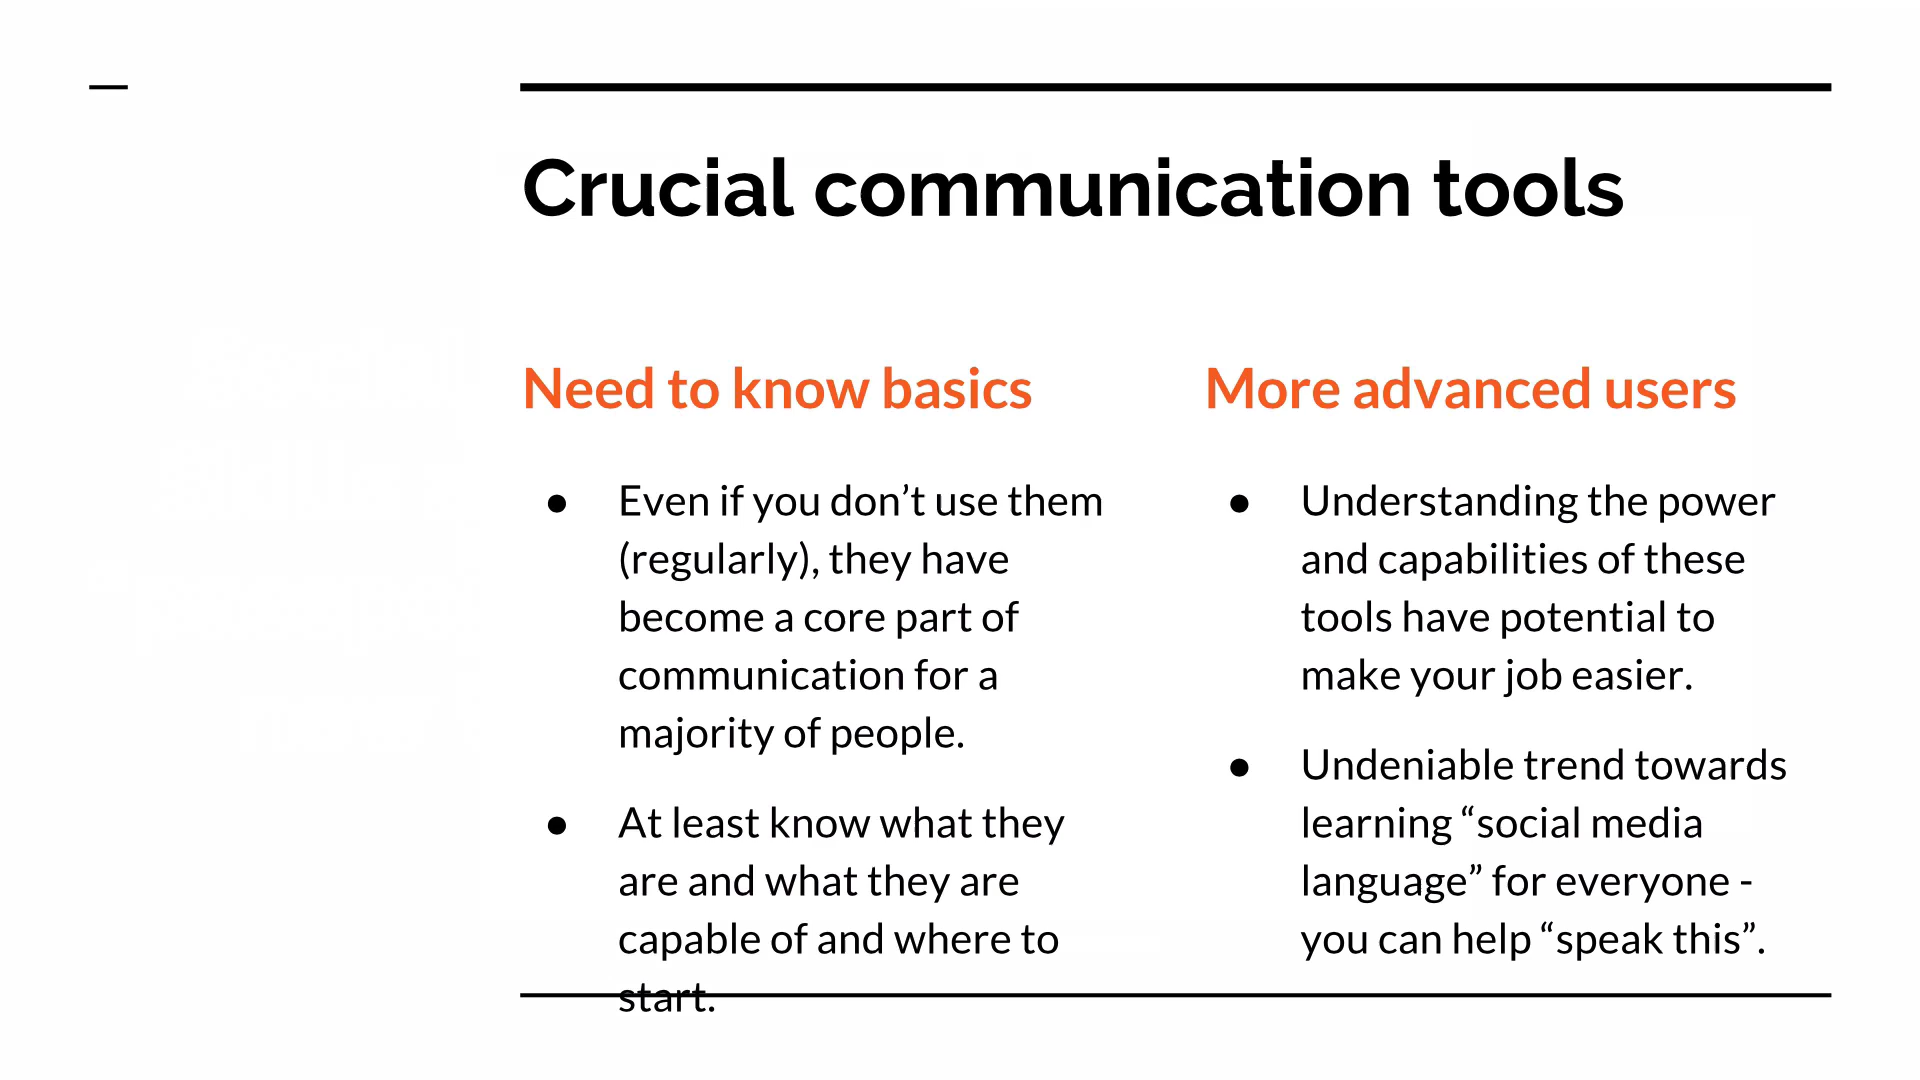 Crucial communication tools
Need to know basics
● Even if you don’t use them
(regularly), they have
become a core part of
communication for a
majority of people.
● At least know what they
are and what they are
capable of and where to
start.
More advanced users
● Understanding the power
and capabilities of these
tools have potential to
make your job easier.
● Undeniable trend towards
learning “social media
language” for everyone -
you can help “speak this”.